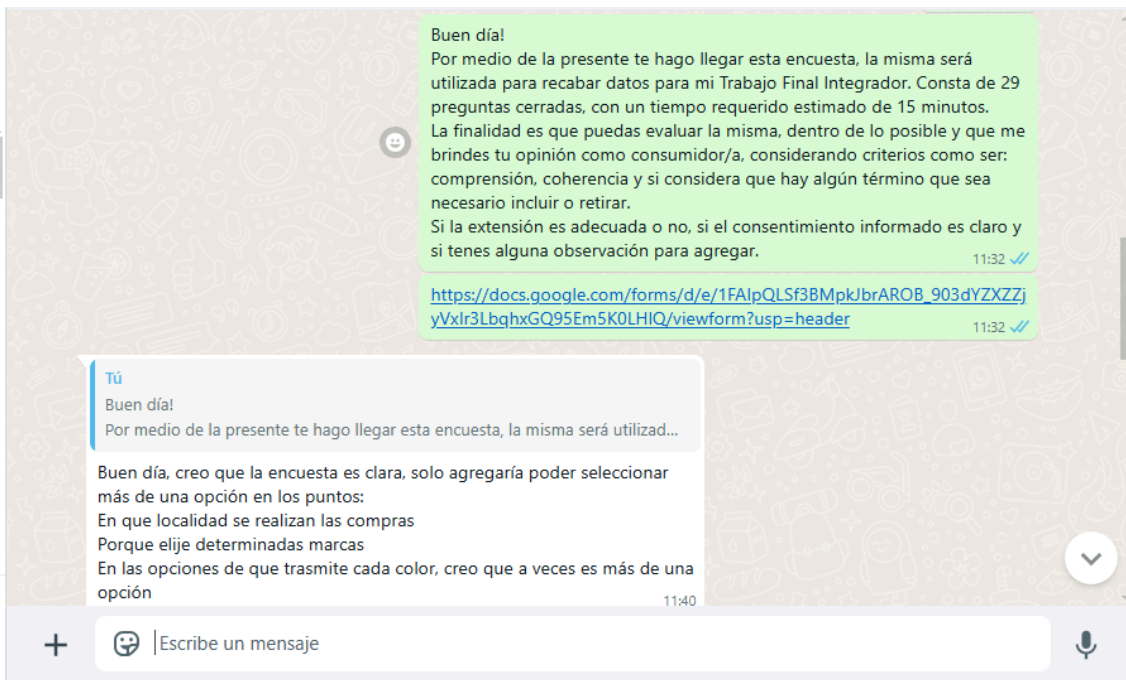 Buen día!
Por medio de la presente te hago llegar esta encuesta, la misma será
utilizada para recabar datos para mi Trabajo Final Integrador. Consta de 29
preguntas cerradas, con un tiempo requerido estimado de 15 minutos.
La finalidad es que puedas evaluar la misma, dentro de lo posible y que me
brindes tu opinión como consumidor/a, considerando criterios como ser:
comprensión, coherencia y si considera que hay algún término que sea
necesario incluir o retirar.
Si la extensión es adecuada o no, si el consentimiento informado es claro y
si tenes alguna observación para agregar.
11:32
https://docs.google.com/forms/d/e/1FAIpQLSf3BMpkJbrAROB_903dYZXZZj
yVxIr3LbqhxGQ95Em5K0LHIQ/viewform?usp=header
11:32
Tú
Buen día!
Por medio de la presente te hago llegar esta encuesta, la misma será utilizad...
Buen día, creo que la encuesta es clara, solo agregaría poder seleccionar
más de una opción en los puntos:
En que localidad se realizan las compras
Porque elije determinadas marcas
En las opciones de que trasmite cada color, creo que a veces es más de una
opción
11:40
Escribe un mensaje